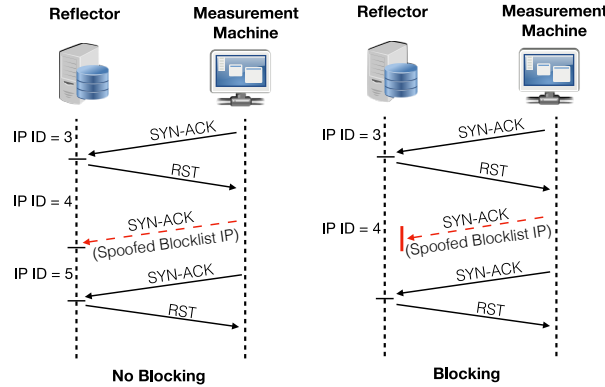 Reflector
Measurement
Machine
IP ID = 3
SYN-ACK
RST
IP ID = 4
SYN-ACK
(Spoofed Blocklist IP)
IP ID = 5
SYN-ACK
RST
No Blocking
Reflector
Measurement
Machine
IP ID = 3
SYN-ACK
RST
IP ID = 4
SYN-ACK
(Spoofed Blocklist IP)
SYN-ACK
RST
Blocking